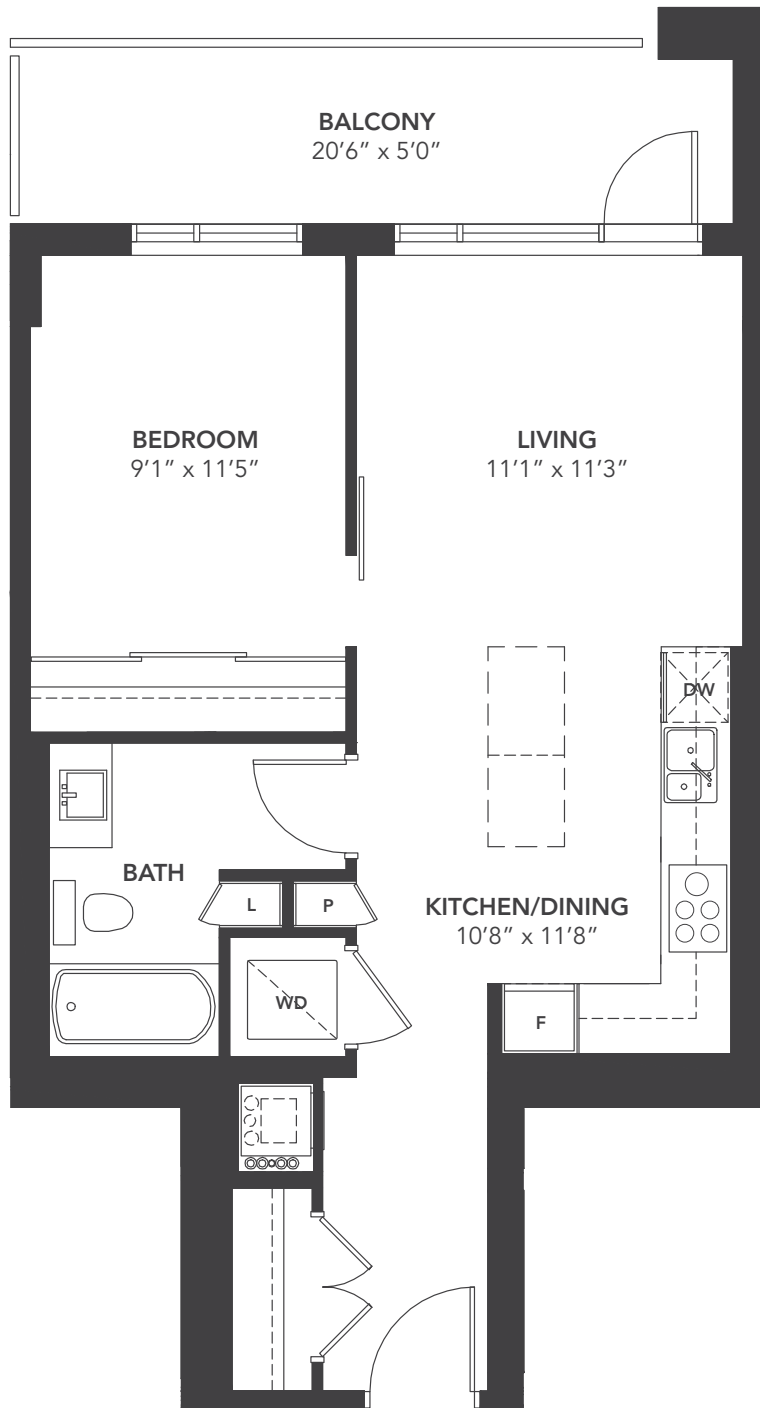 BALCONY
20’6” x 5’0”
BEDROOM
9’1” x 11’5”
LIVING
11’1” x 11’3”
DW
BATH
L
P
KITCHEN/DINING
10’8” x 11’8”
WD
F